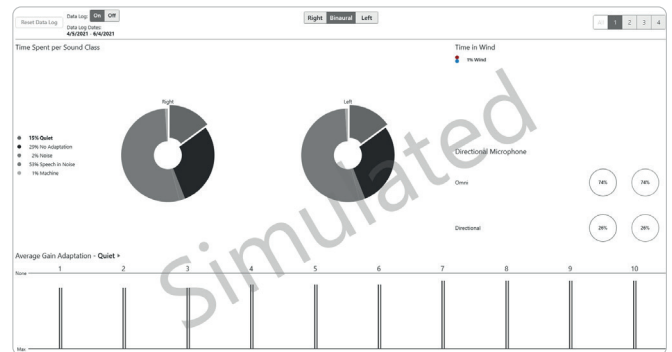 Reset Data Log
Data Log: On Off
Data Log Dates
4/5/2021 - 6/4/2021
Right Binaural Left
All 1 2 3 4
Time Spent per Sound Class
Time in Wind
1% Wind
Right
Left
15% Quiet
29% No Adaptation
2% Noise
53% Speech In Noise
1% Machine
Directional Microphone
Omni
74% 74%
Directional
26% 26%
Simulated
Average Gain Adaptation - Quiet
1 2 3 4 5 6 7 8 9 10
None
Max